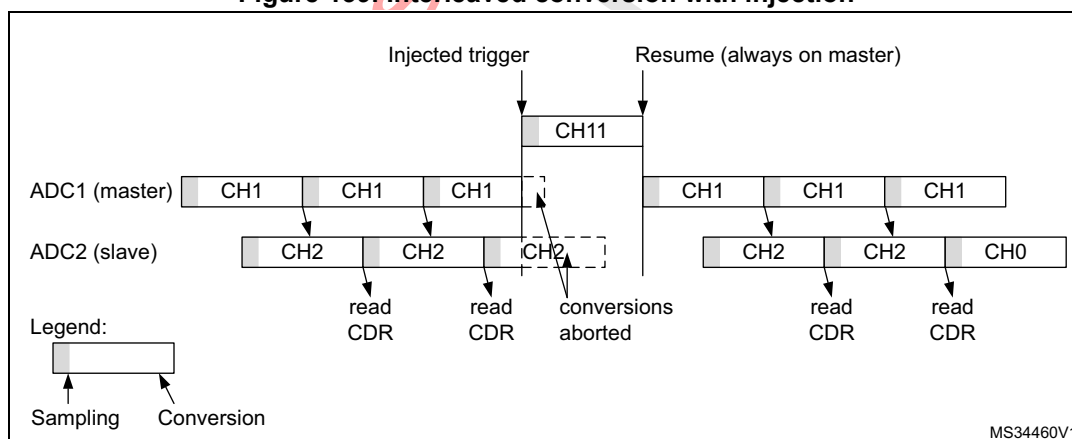 Injected trigger
Resume (always on master)
CH11
ADC1 (master)
CH1
CH1
CH1
CH1
CH1
CH1
ADC2 (slave)
CH2
CH2
CH2
CH2
CH2
CH0
read
CDR
read
CDR
conversions
aborted
read
CDR
read
CDR
Legend:
Sampling
Conversion
MS34460V1